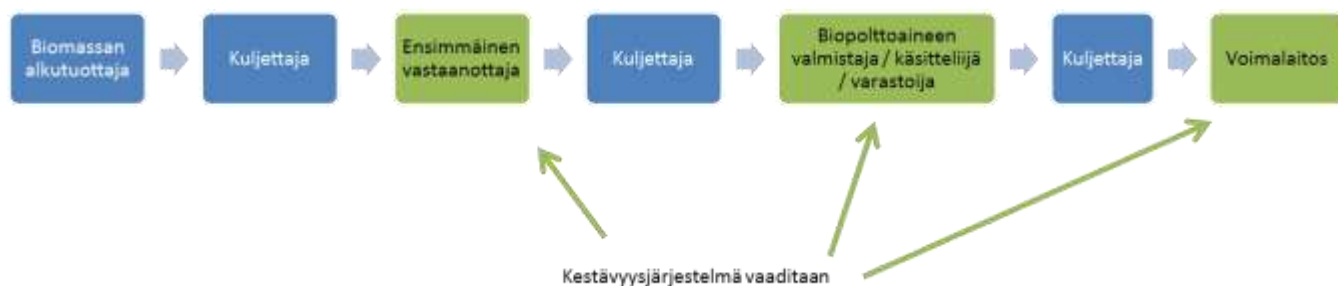 Biomassan
alkutuottaja
Kuljettaja
Ensimmäinen
vastaanottaja
Kuljettaja
Biopolttoaineen
valmistaja / käsittelijä
/ varastoija
Kuljettaja
Voimalaitos
Kestävyysjärjestelmä vaaditaan